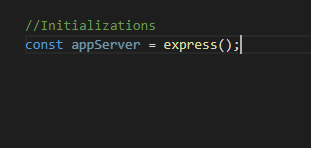 //Initializations
const appServer = express();